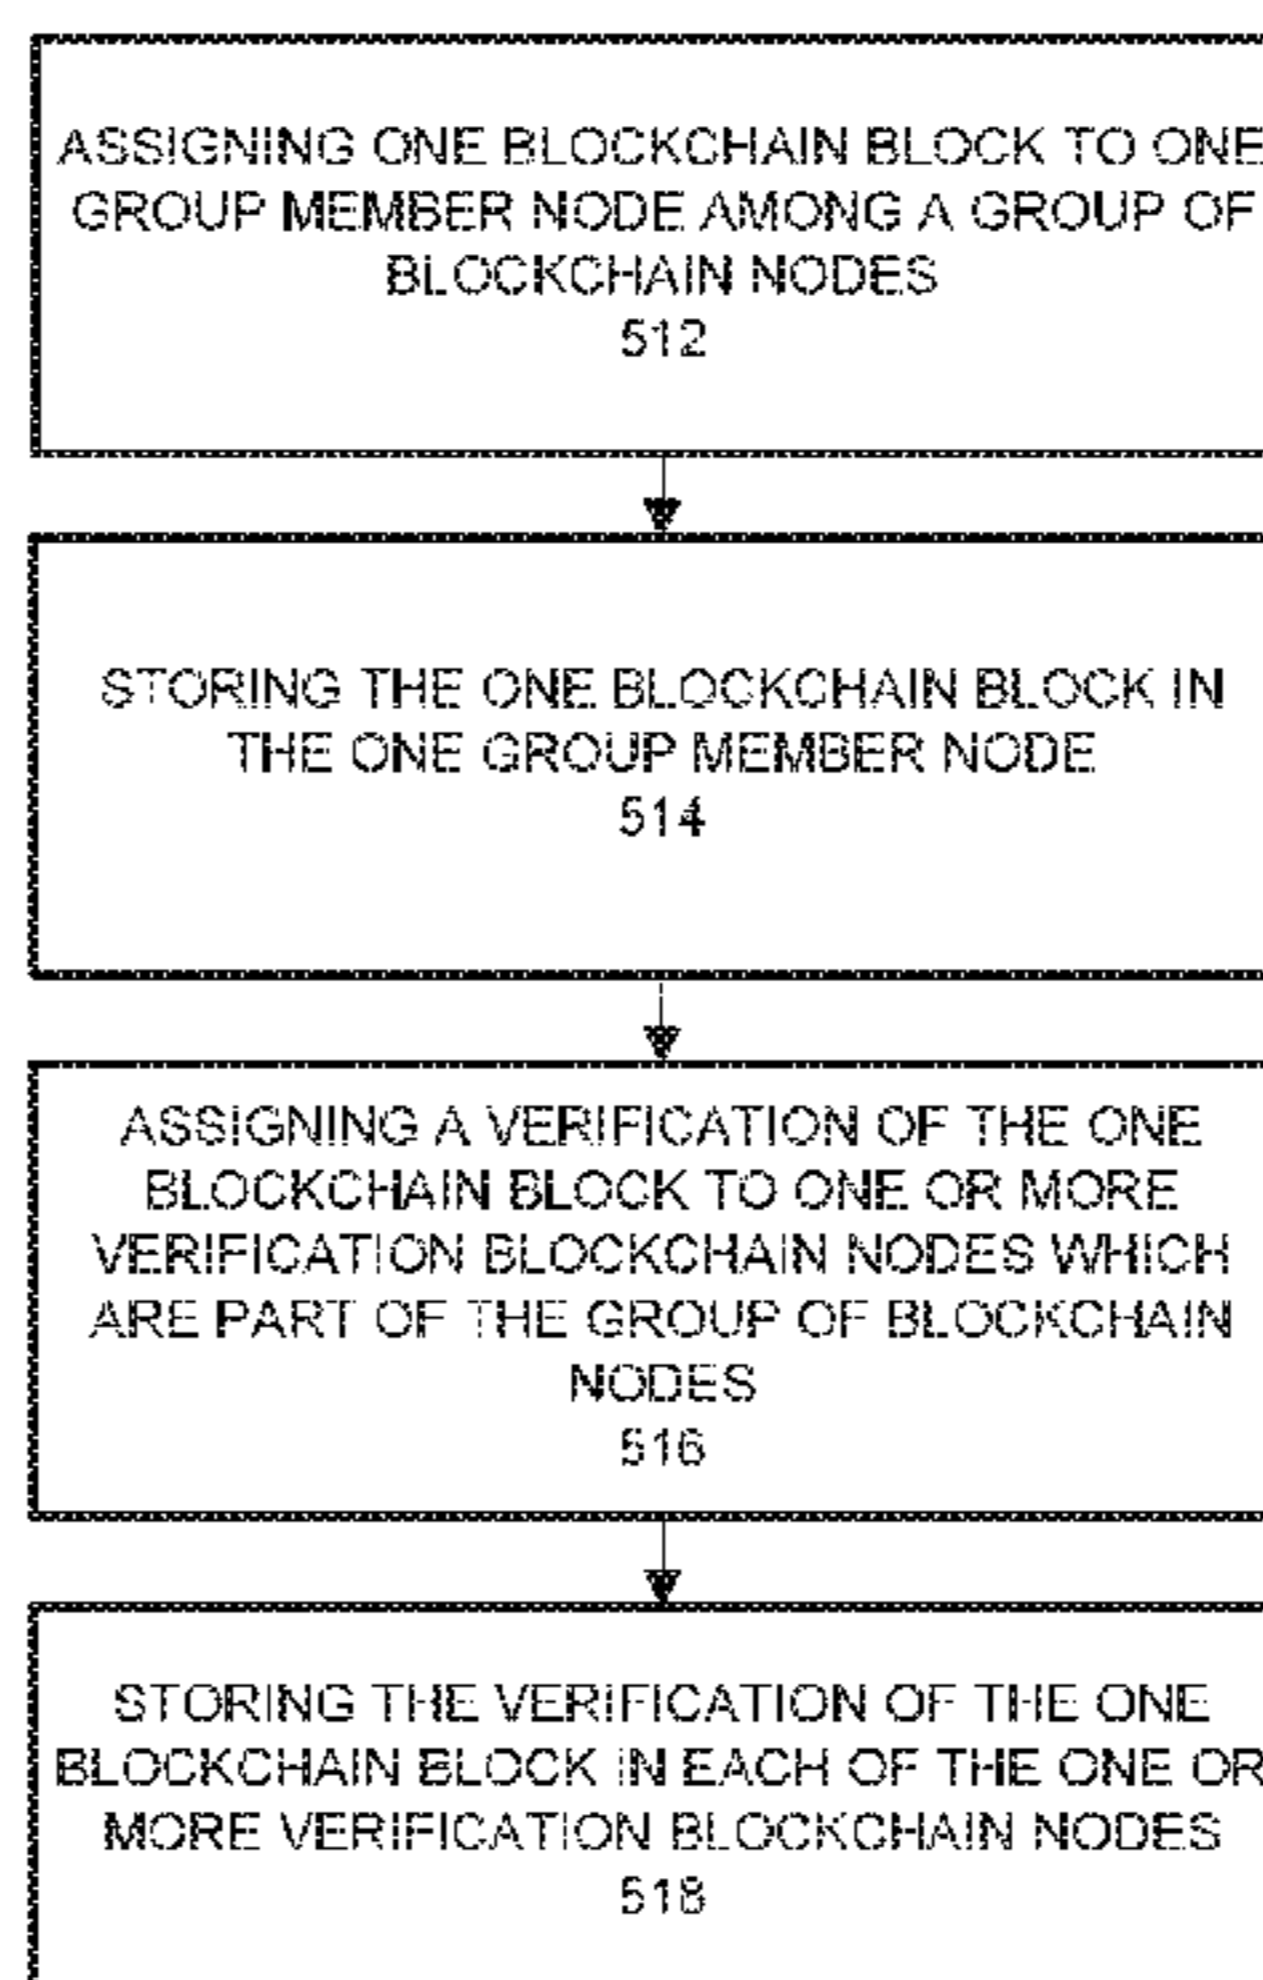 ASSIGNING ONE BLOCKCHAIN BLOCK TO ONE
GROUP MEMBER NODE AMONG A GROUP OF
BLOCKCHAIN NODES
512
STORING THE ONE BLOCKCHAIN BLOCK IN
THE ONE GROUP MEMBER NODE
514
ASSIGNING A VERIFICATION OF THE ONE
BLOCKCHAIN BLOCK TO ONE OR MORE
VERIFICATION BLOCKCHAIN NODES WHICH
ARE PART OF THE GROUP OF BLOCKCHAIN
NODES
516
STORING THE VERIFICATION OF THE ONE
BLOCKCHAIN BLOCK IN EACH OF THE ONE OR
MORE VERIFICATION BLOCKCHAIN NODES
518